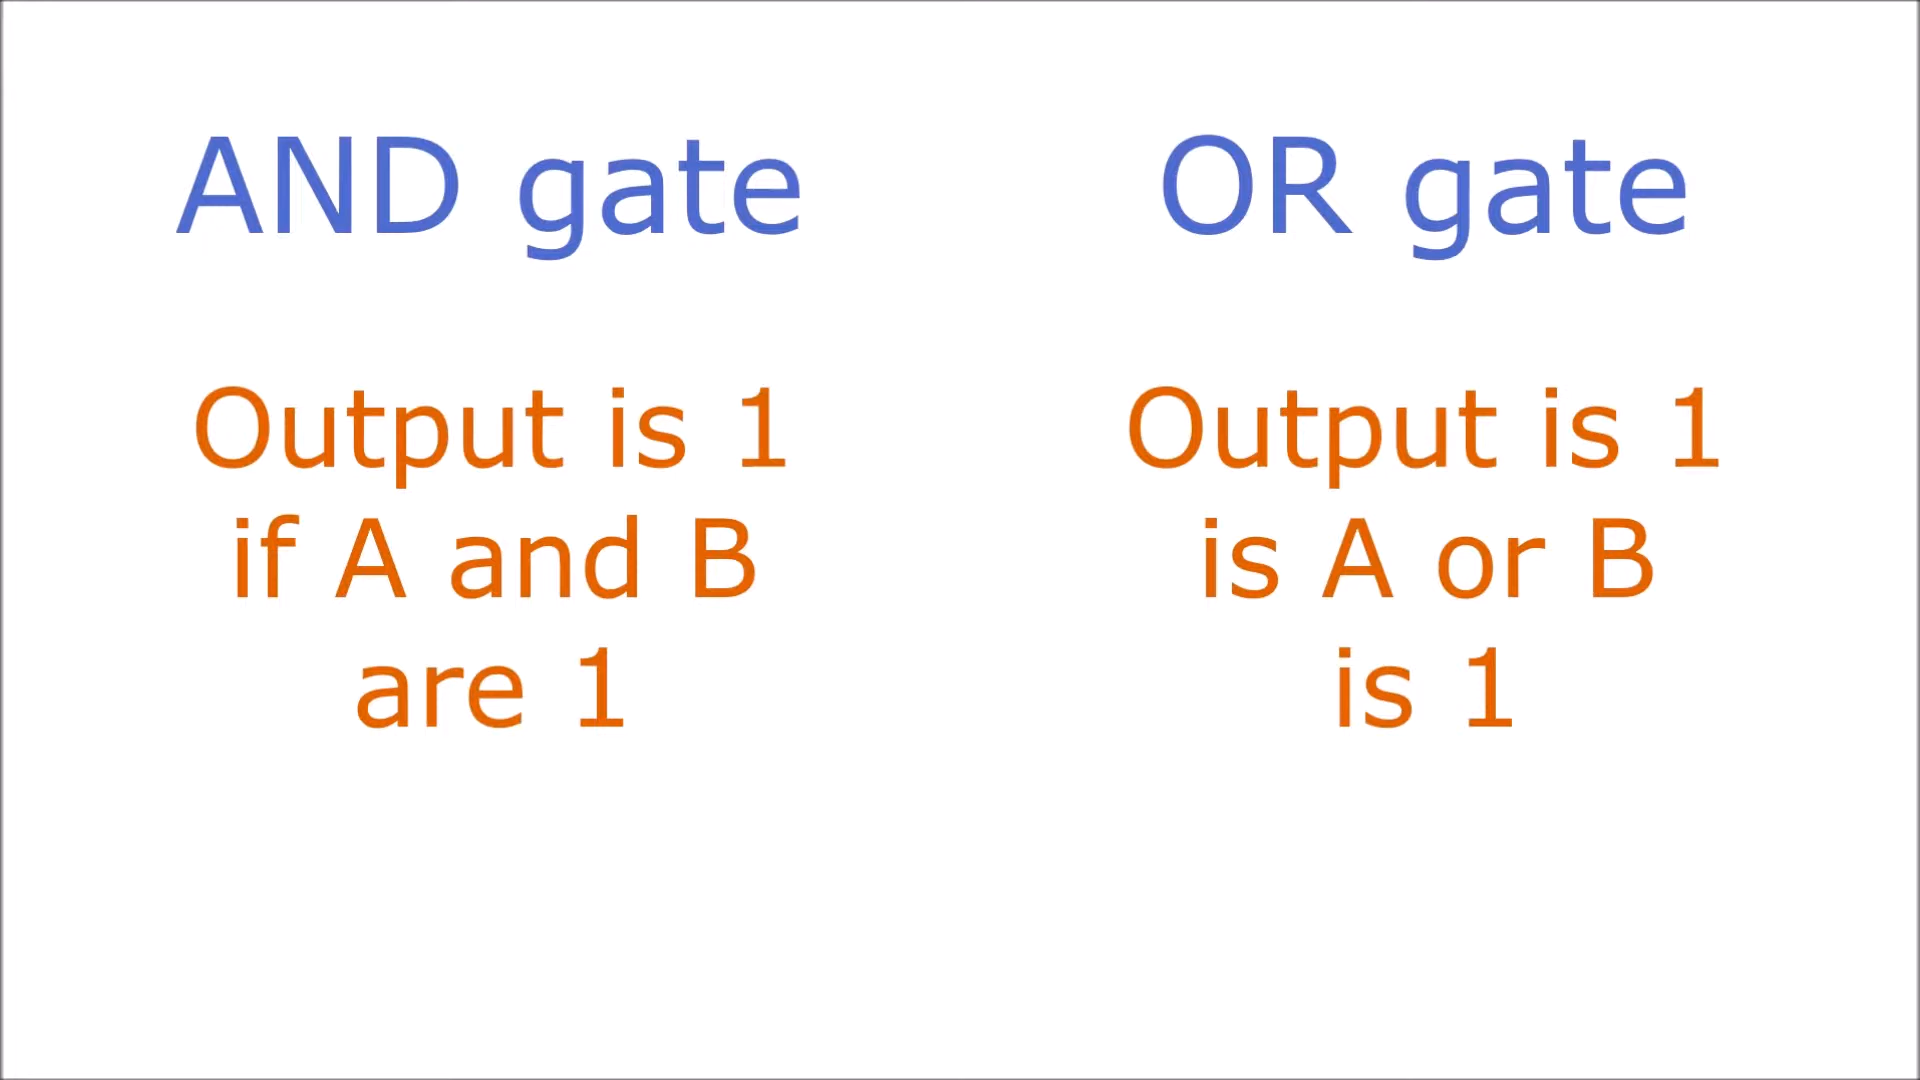 AND gate
Output is 1
if A and B
are 1
OR gate
Output is 1
is A or B
is 1